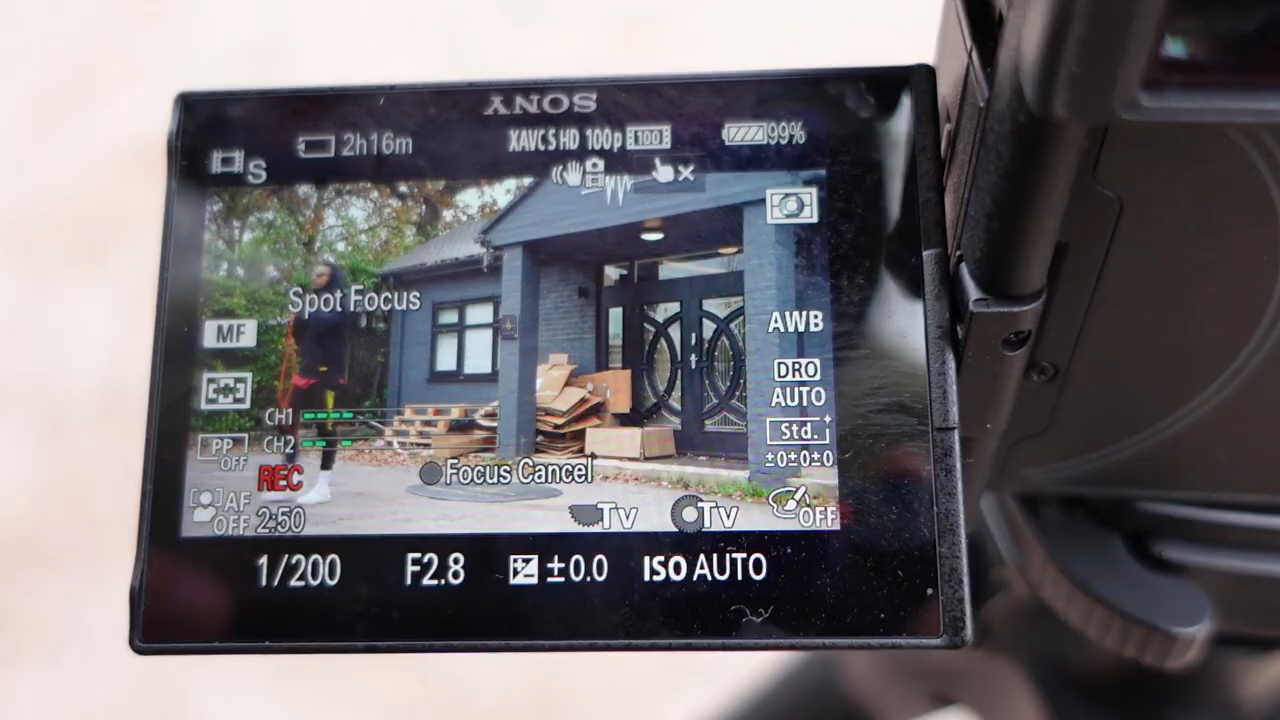 SONY
2h16m XAVC S HD 100p 100 99%
S
Spot Focus
MF
AWB
DRO
AUTO
CH1
Std.
PP
OFF
CH2
±0±0±0
REC
Focus Cancel
AF
OFF
2:50
Tv
Tv
OFF
1/200 F2.8 ±0.0 ISO AUTO